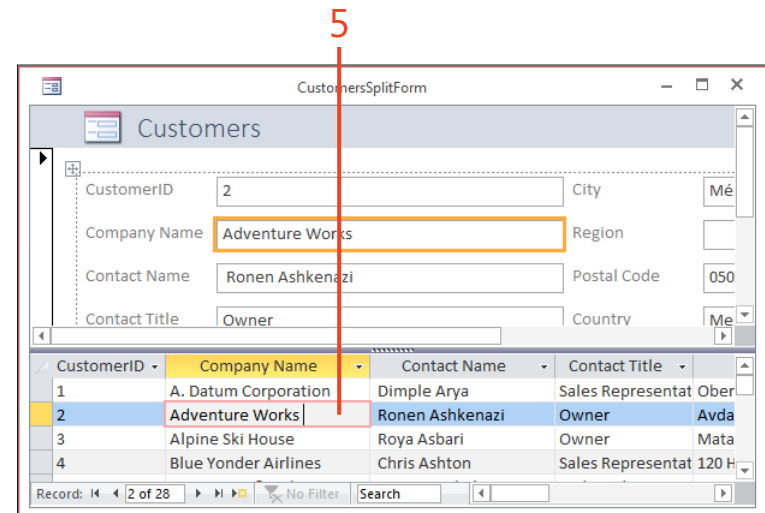 5
CustomersSplitForm
Customers
CustomerID 2 City Mé
Company Name Adventure Works Region
Contact Name Ronen Ashkenazi Postal Code 050
Contact Title Owner Country Me
CustomerID Company Name Contact Name Contact Title
1 A. Datum Corporation Dimple Arya Sales Representat Ober
2 Adventure Works Ronen Ashkenazi Owner Avda
3 Alpine Ski House Roya Asbari Owner Mata
4 Blue Yonder Airlines Chris Ashton Sales Representat 120 H
Record: 2 of 28 No Filter Search